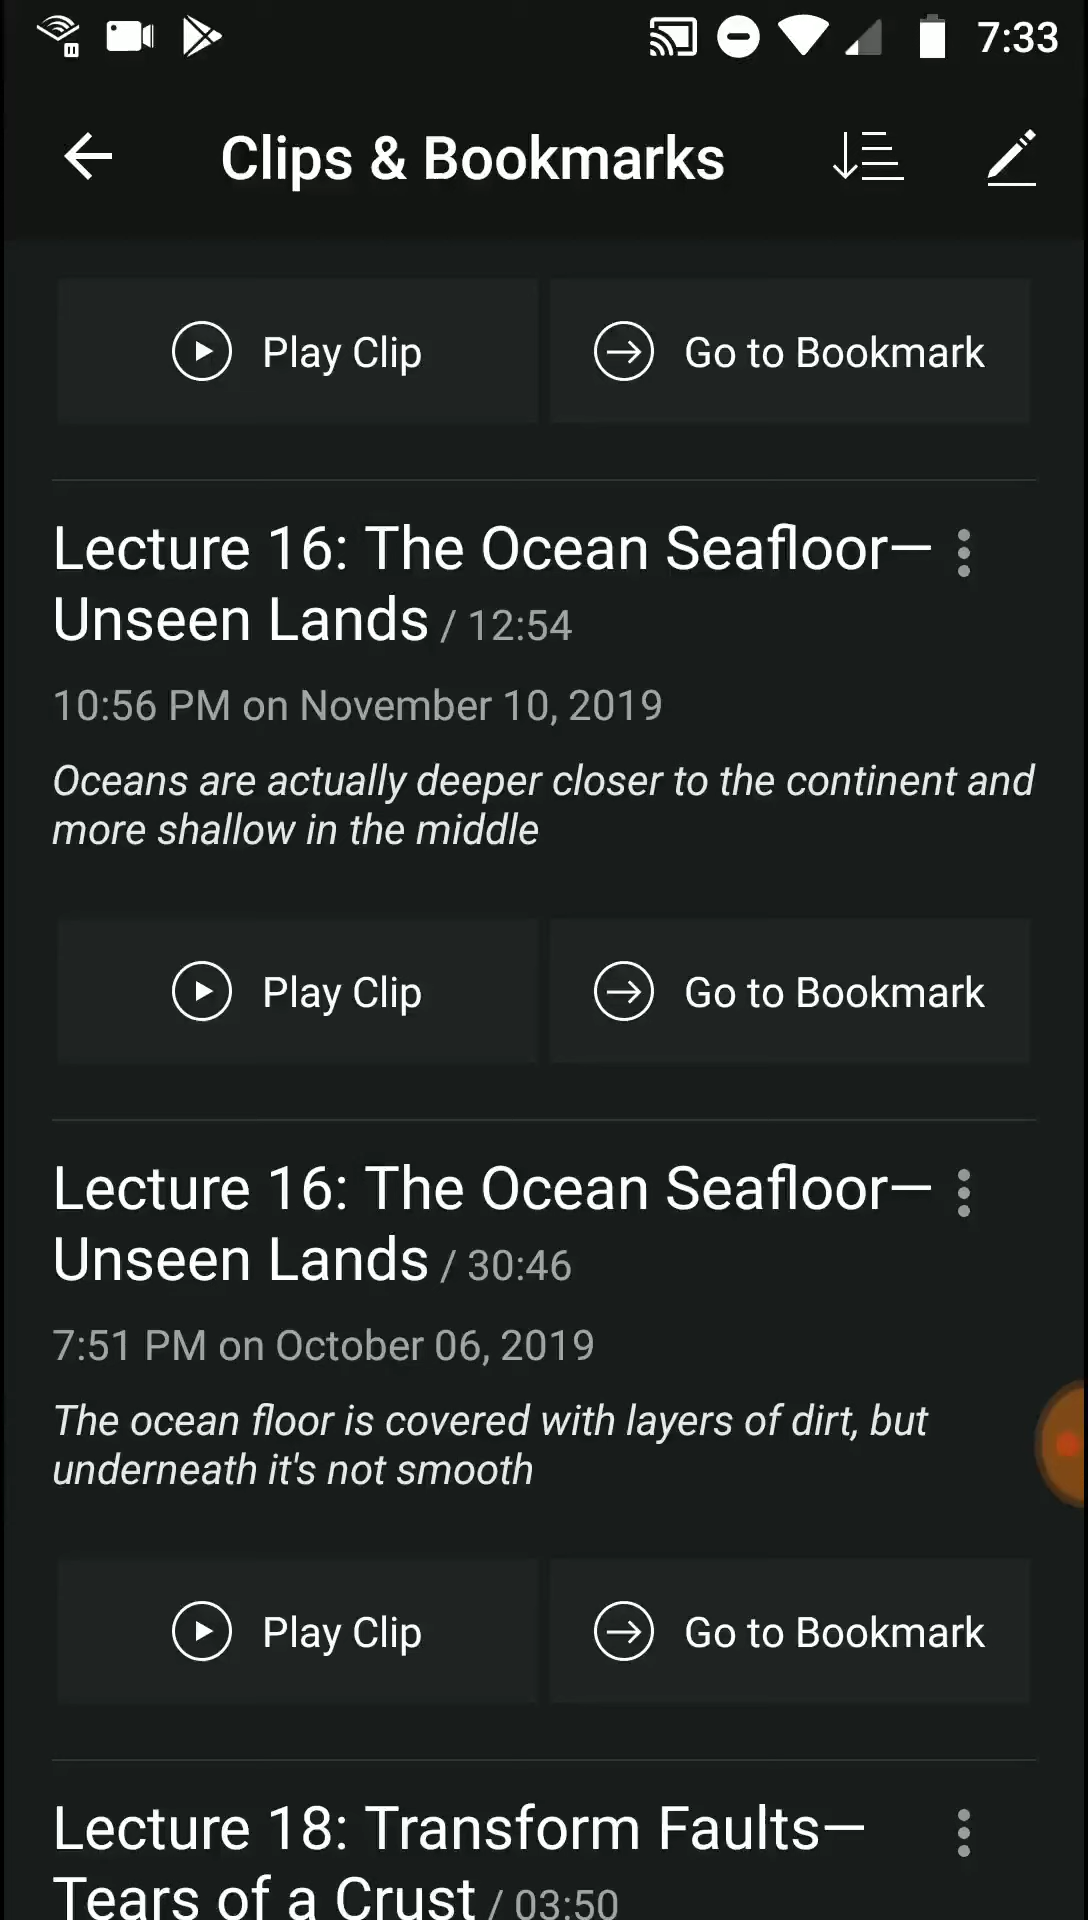 7:33
Clips & Bookmarks
Play Clip Go to Bookmark
Lecture 16: The Ocean Seafloor—
Unseen Lands / 12:54
10:56 PM on November 10, 2019
Oceans are actually deeper closer to the continent and
more shallow in the middle
Play Clip Go to Bookmark
Lecture 16: The Ocean Seafloor—
Unseen Lands / 30:46
7:51 PM on October 06, 2019
The ocean floor is covered with layers of dirt, but
underneath it's not smooth
Play Clip Go to Bookmark
Lecture 18: Transform Faults—
Tears of a Crust / 03:50